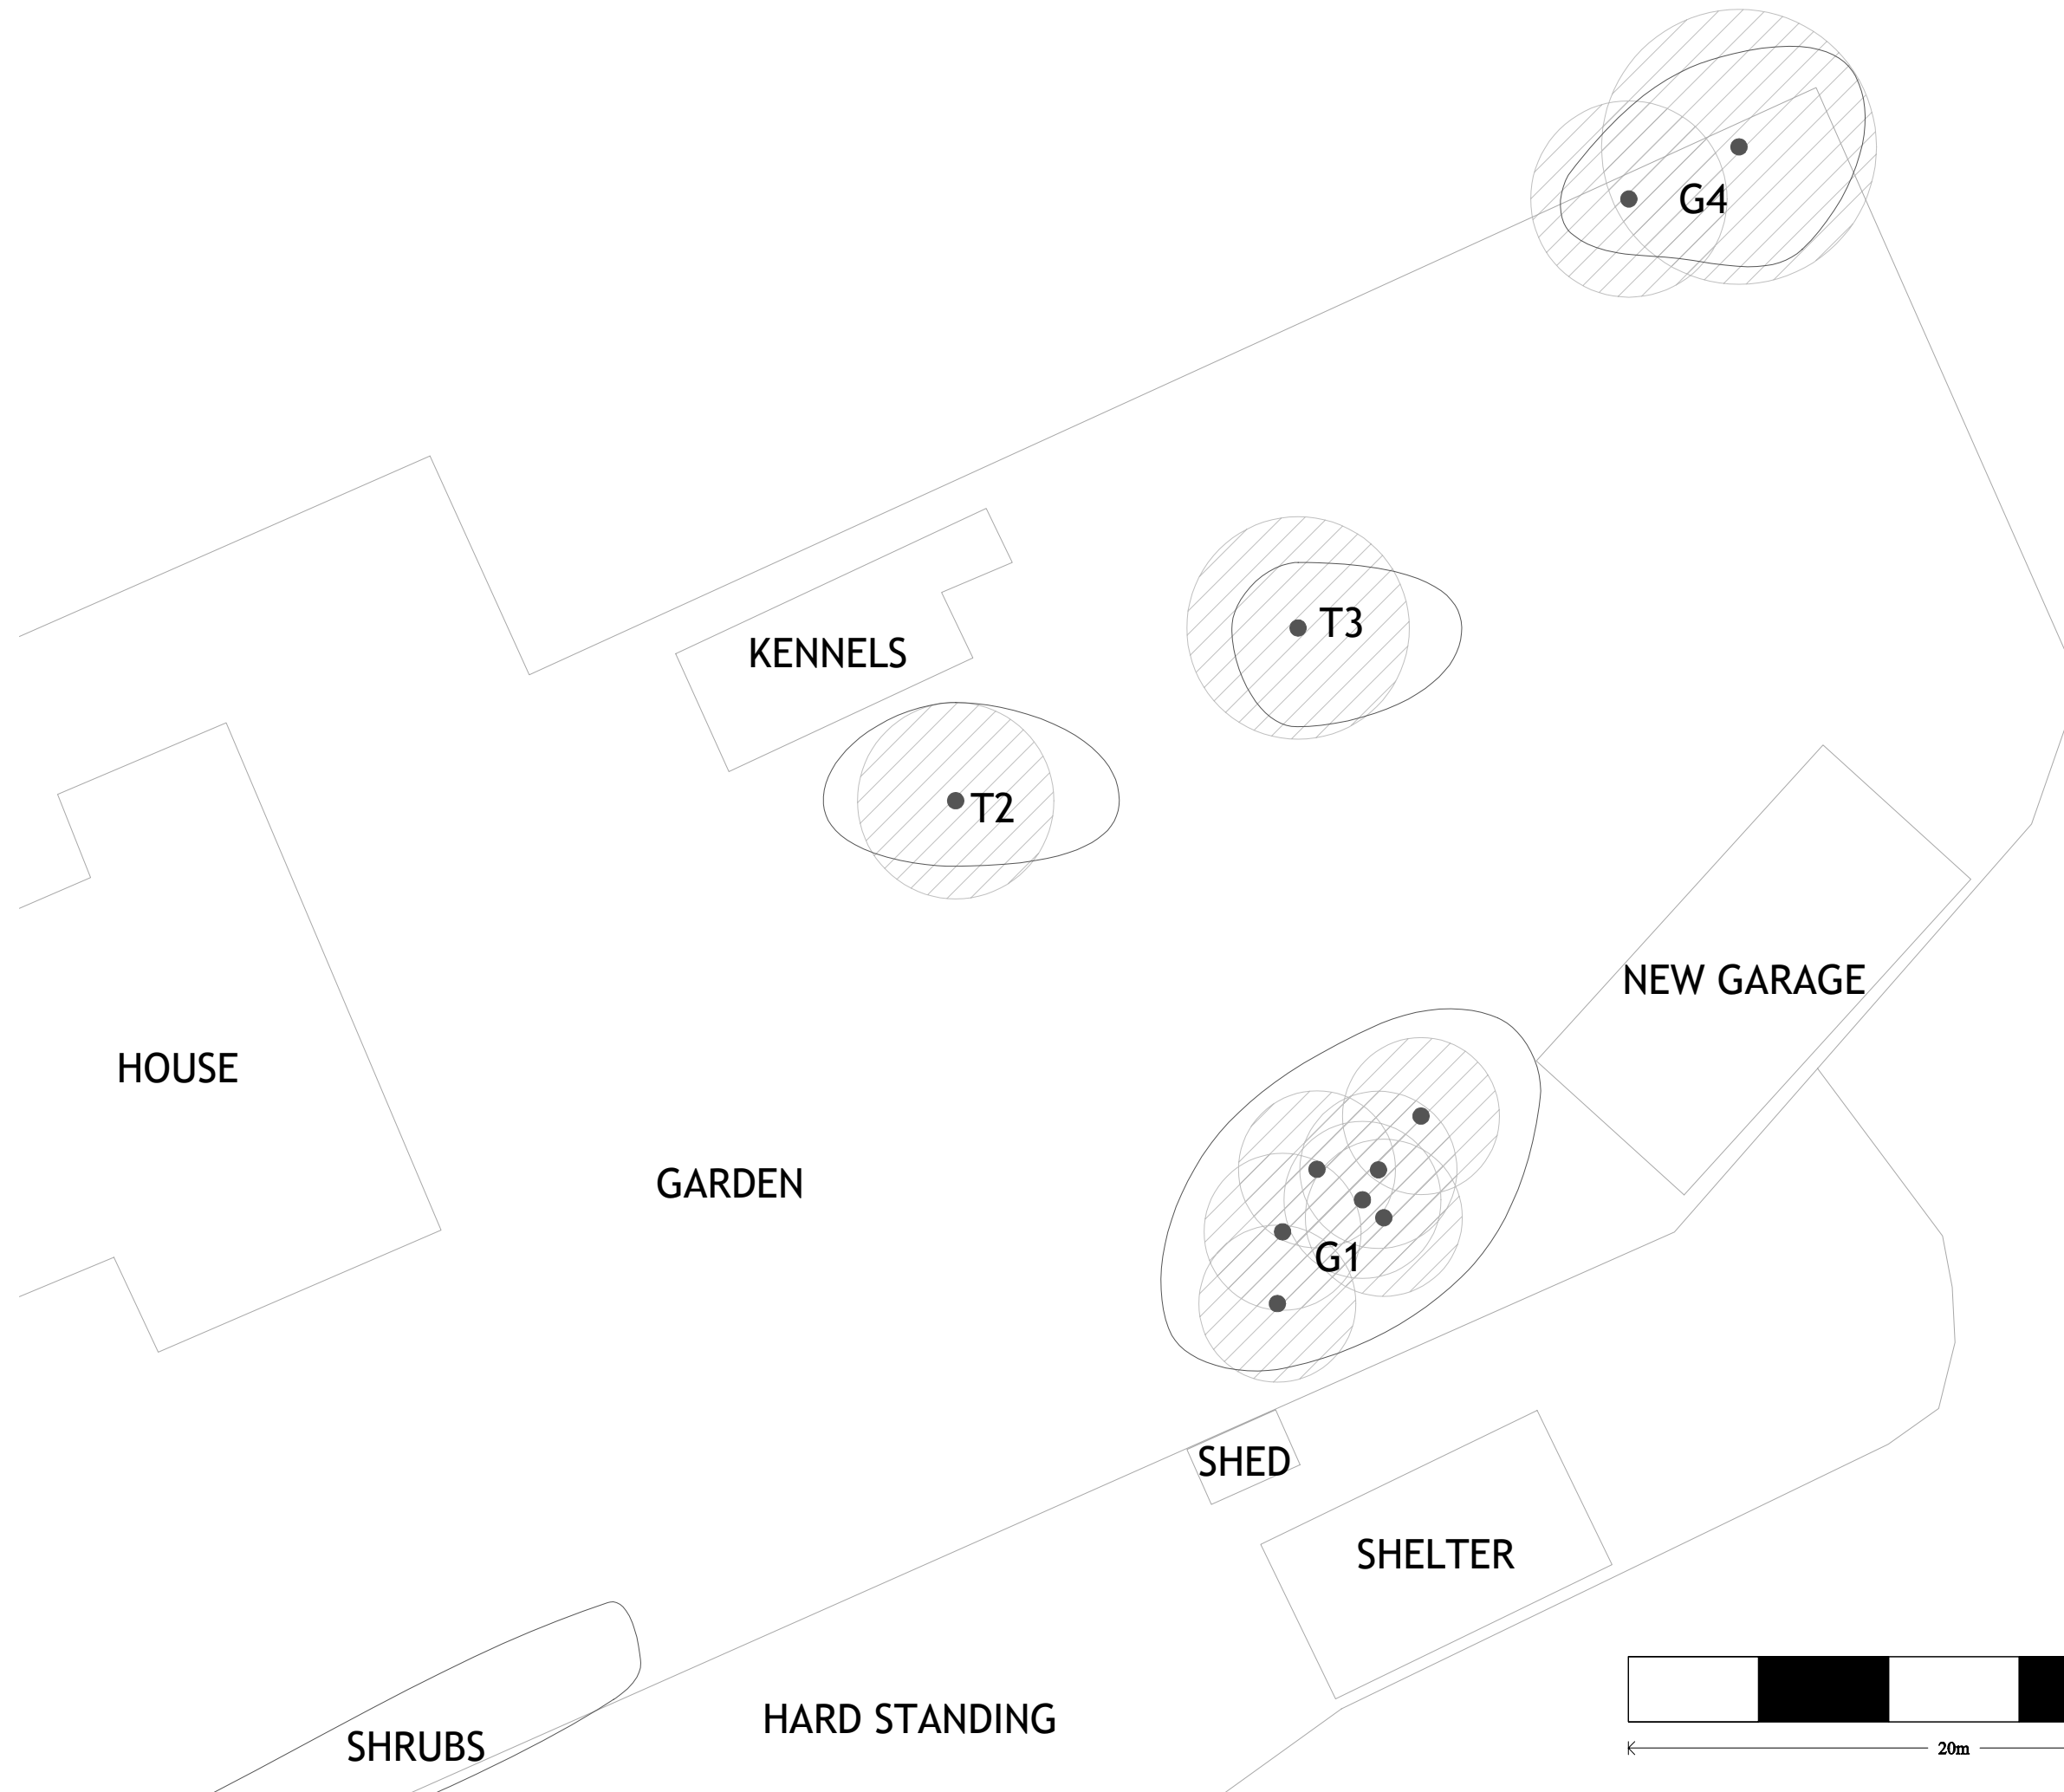 G4
T3
KENNELS
T2
NEW GARAGE
HOUSE
GARDEN
G1
SHED
SHELTER
HARD STANDING
SHRUBS
20m